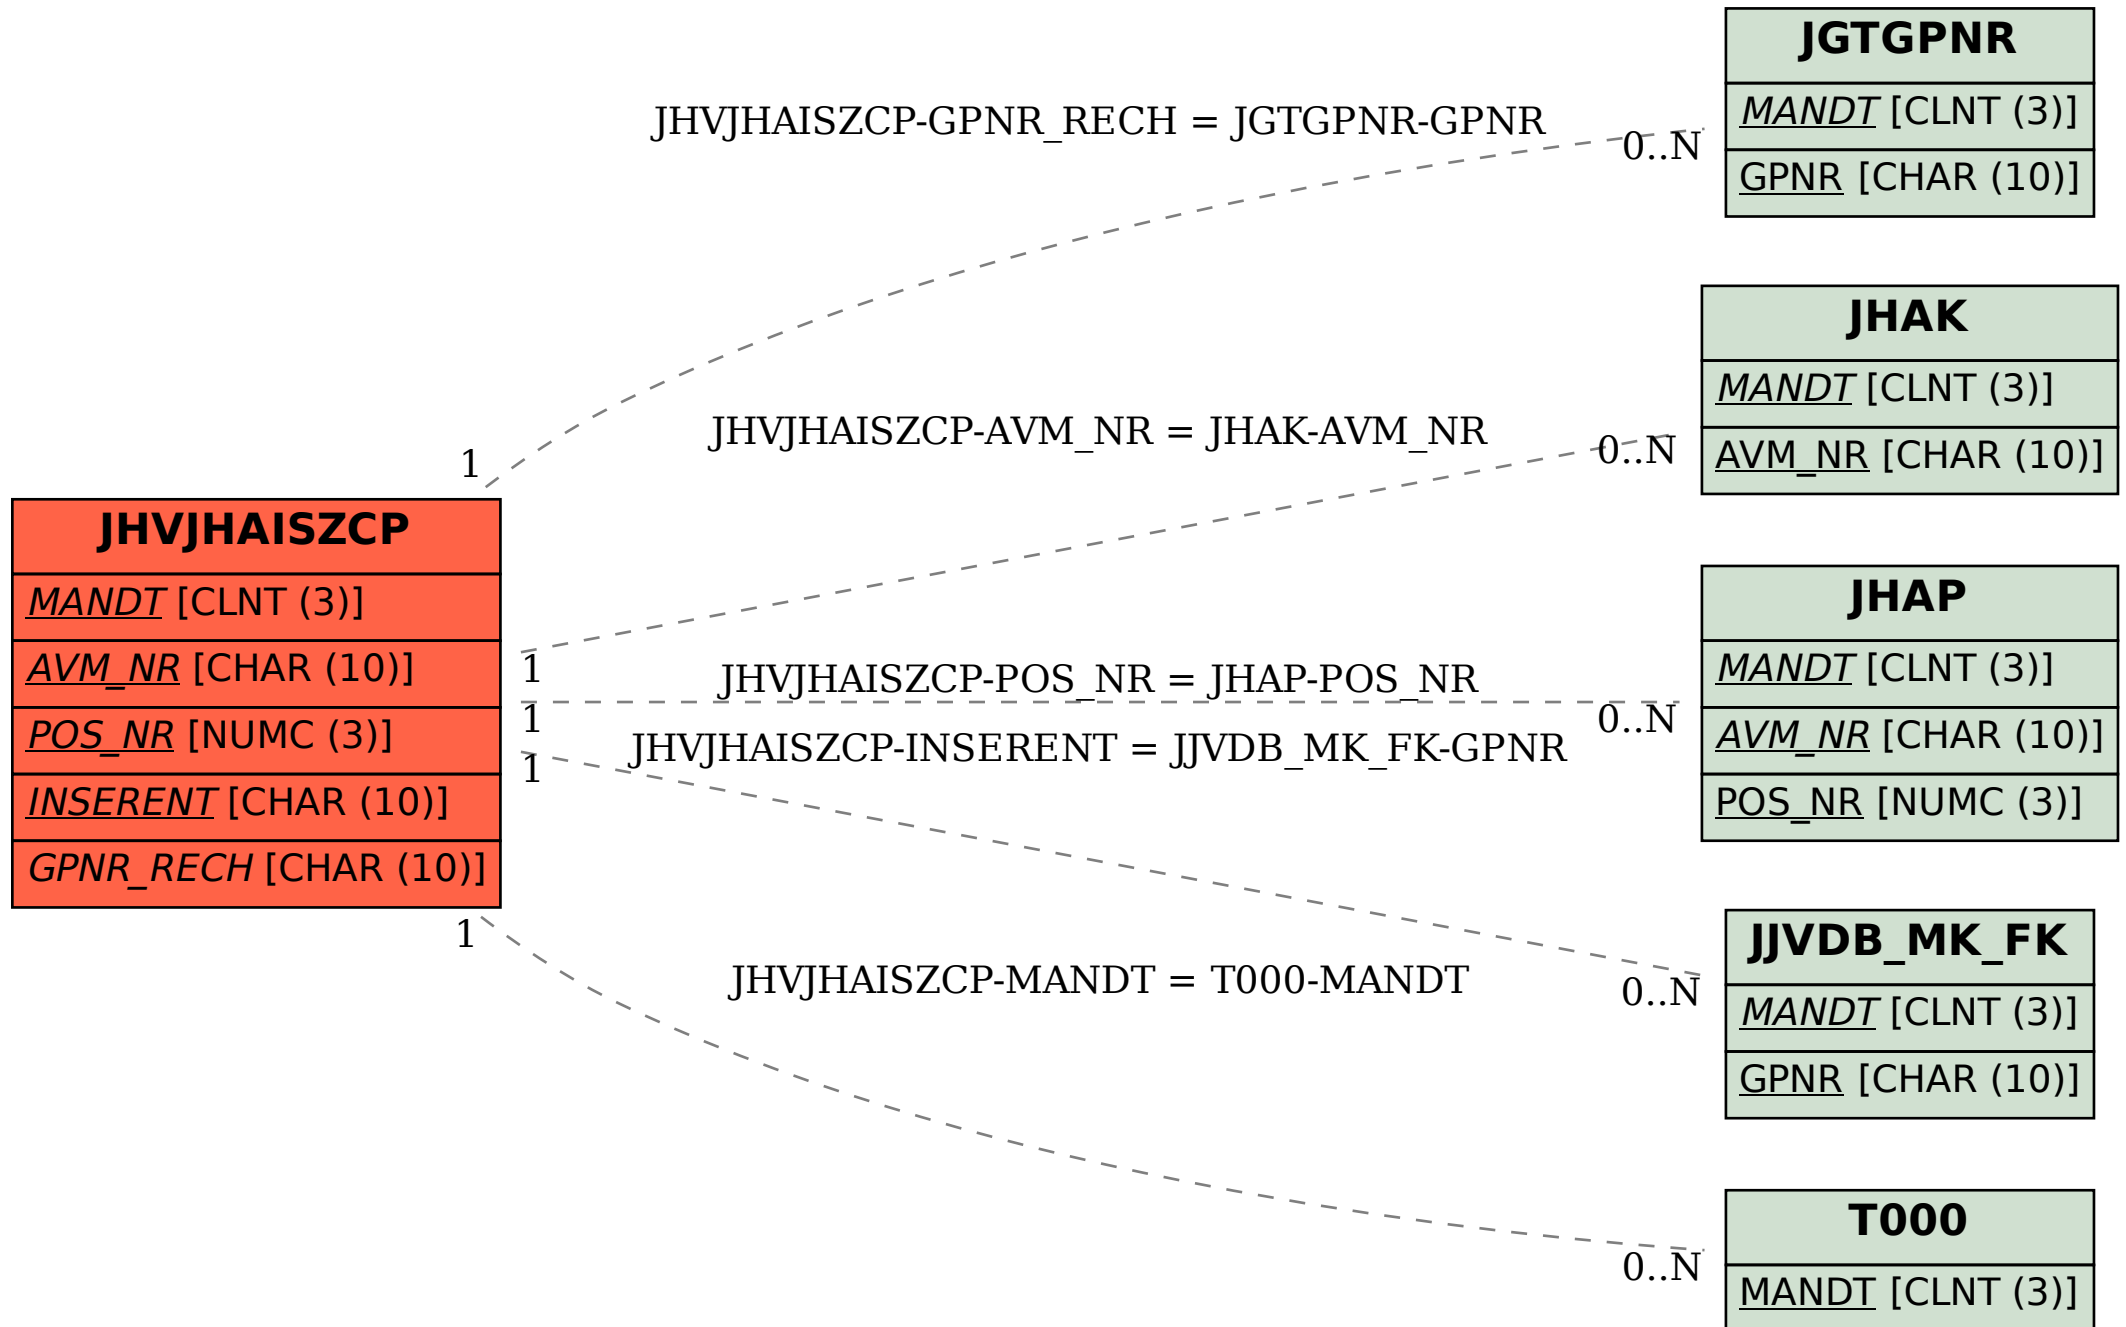 JGTGPNR
MANDT [CLNT (3)]
GPNR [CHAR (10)]
JHVJHAISZCP-GPNR_RECH = JGTGPNR-GPNR
0..N
1
JHAK
MANDT [CLNT (3)]
AVM_NR [CHAR (10)]
JHVJHAISZCP-AVM_NR = JHAK-AVM_NR
0..N
1
JHVJHAISZCP
MANDT [CLNT (3)]
AVM_NR [CHAR (10)]
POS_NR [NUMC (3)]
INSERENT [CHAR (10)]
GPNR_RECH [CHAR (10)]
JHAP
MANDT [CLNT (3)]
AVM_NR [CHAR (10)]
POS_NR [NUMC (3)]
JHVJHAISZCP-POS_NR = JHAP-POS_NR
0..N
1
JHVJHAISZCP-INSERENT = JJVDB_MK_FK-GPNR
1
0..N
JJVDB_MK_FK
MANDT [CLNT (3)]
GPNR [CHAR (10)]
1
JHVJHAISZCP-MANDT = T000-MANDT
0..N
T000
MANDT [CLNT (3)]